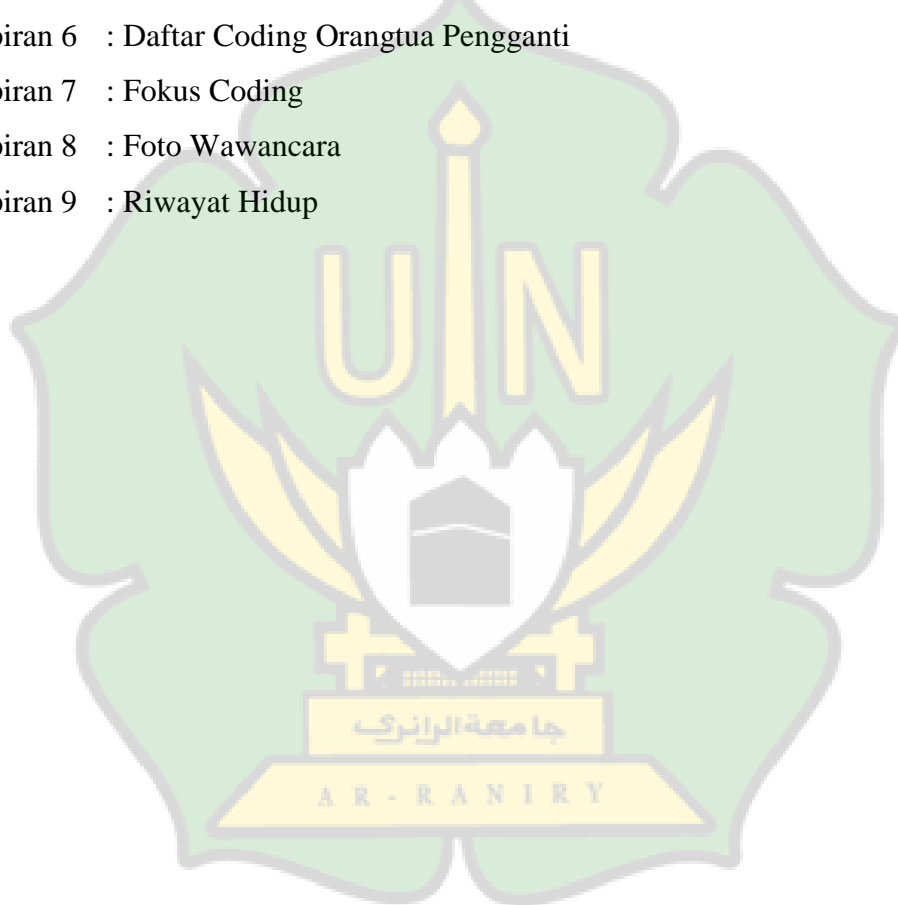 piran 6 : Daftar Coding Orangtua Pengganti
piran 7 : Fokus Coding
piran 8 : Foto Wawancara
piran 9 : Riwayat Hidup
UIN
جامعة الرانري
AR-RANIRY